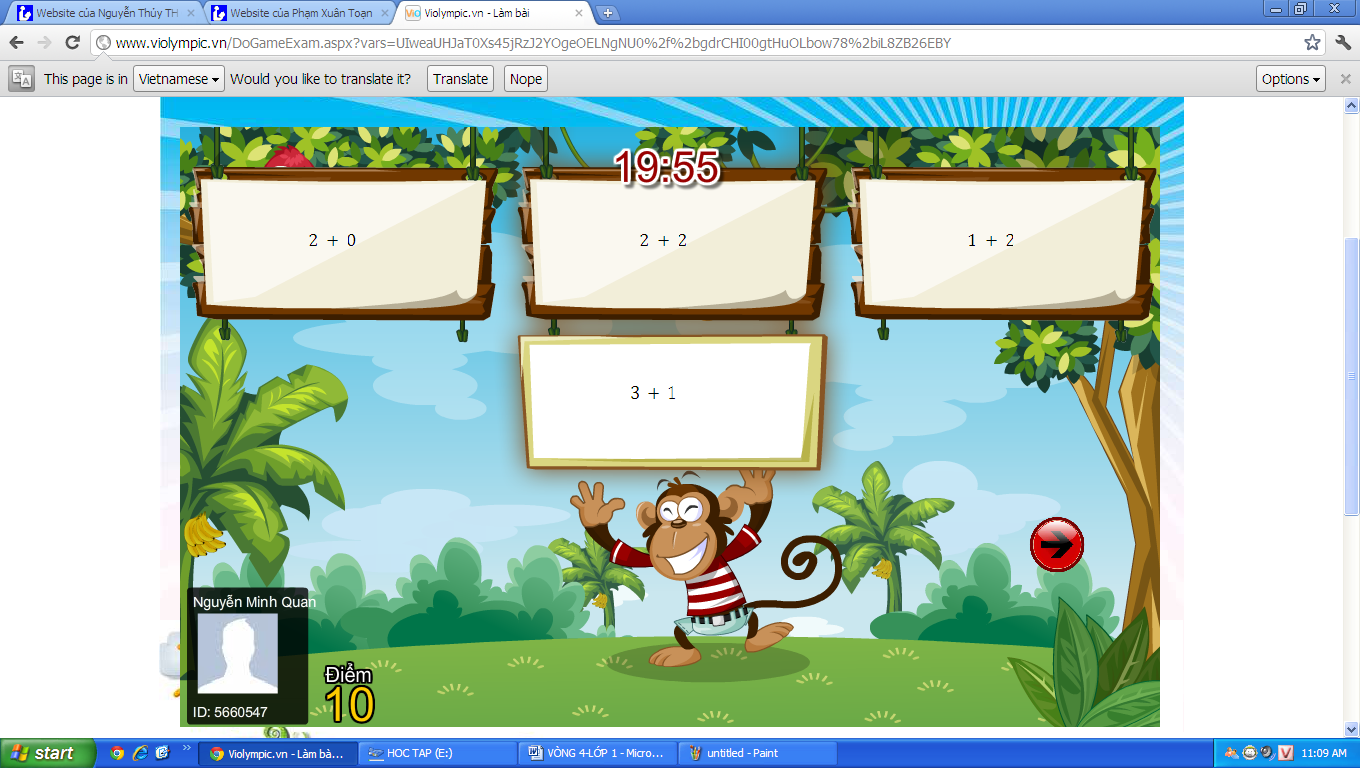 Website của Nguyễn Thúy TH
Website của Phạm Xuân Toạn
Violympic.vn - Làm bài
www.violympic.vn/DoGameExam.aspx?vars=UIweaUHJaT0Xs45jRzJ2YOgeOELNgNU0%2f%2bgdrCHI00gtHuOLbow78%2biL8ZB26EBY
This page is in Vietnamese Would you like to translate it? Translate Nope Options
19:55
2 + 0
2 + 2
1 + 2
3 + 1
Nguyễn Minh Quan
ID: 5660547
Điểm
10
start
Violympic.vn - Làm bà...
HOC TAP (E:)
VÒNG 4-LỚP 1 - Micro...
untitled - Paint
V
11:09 AM